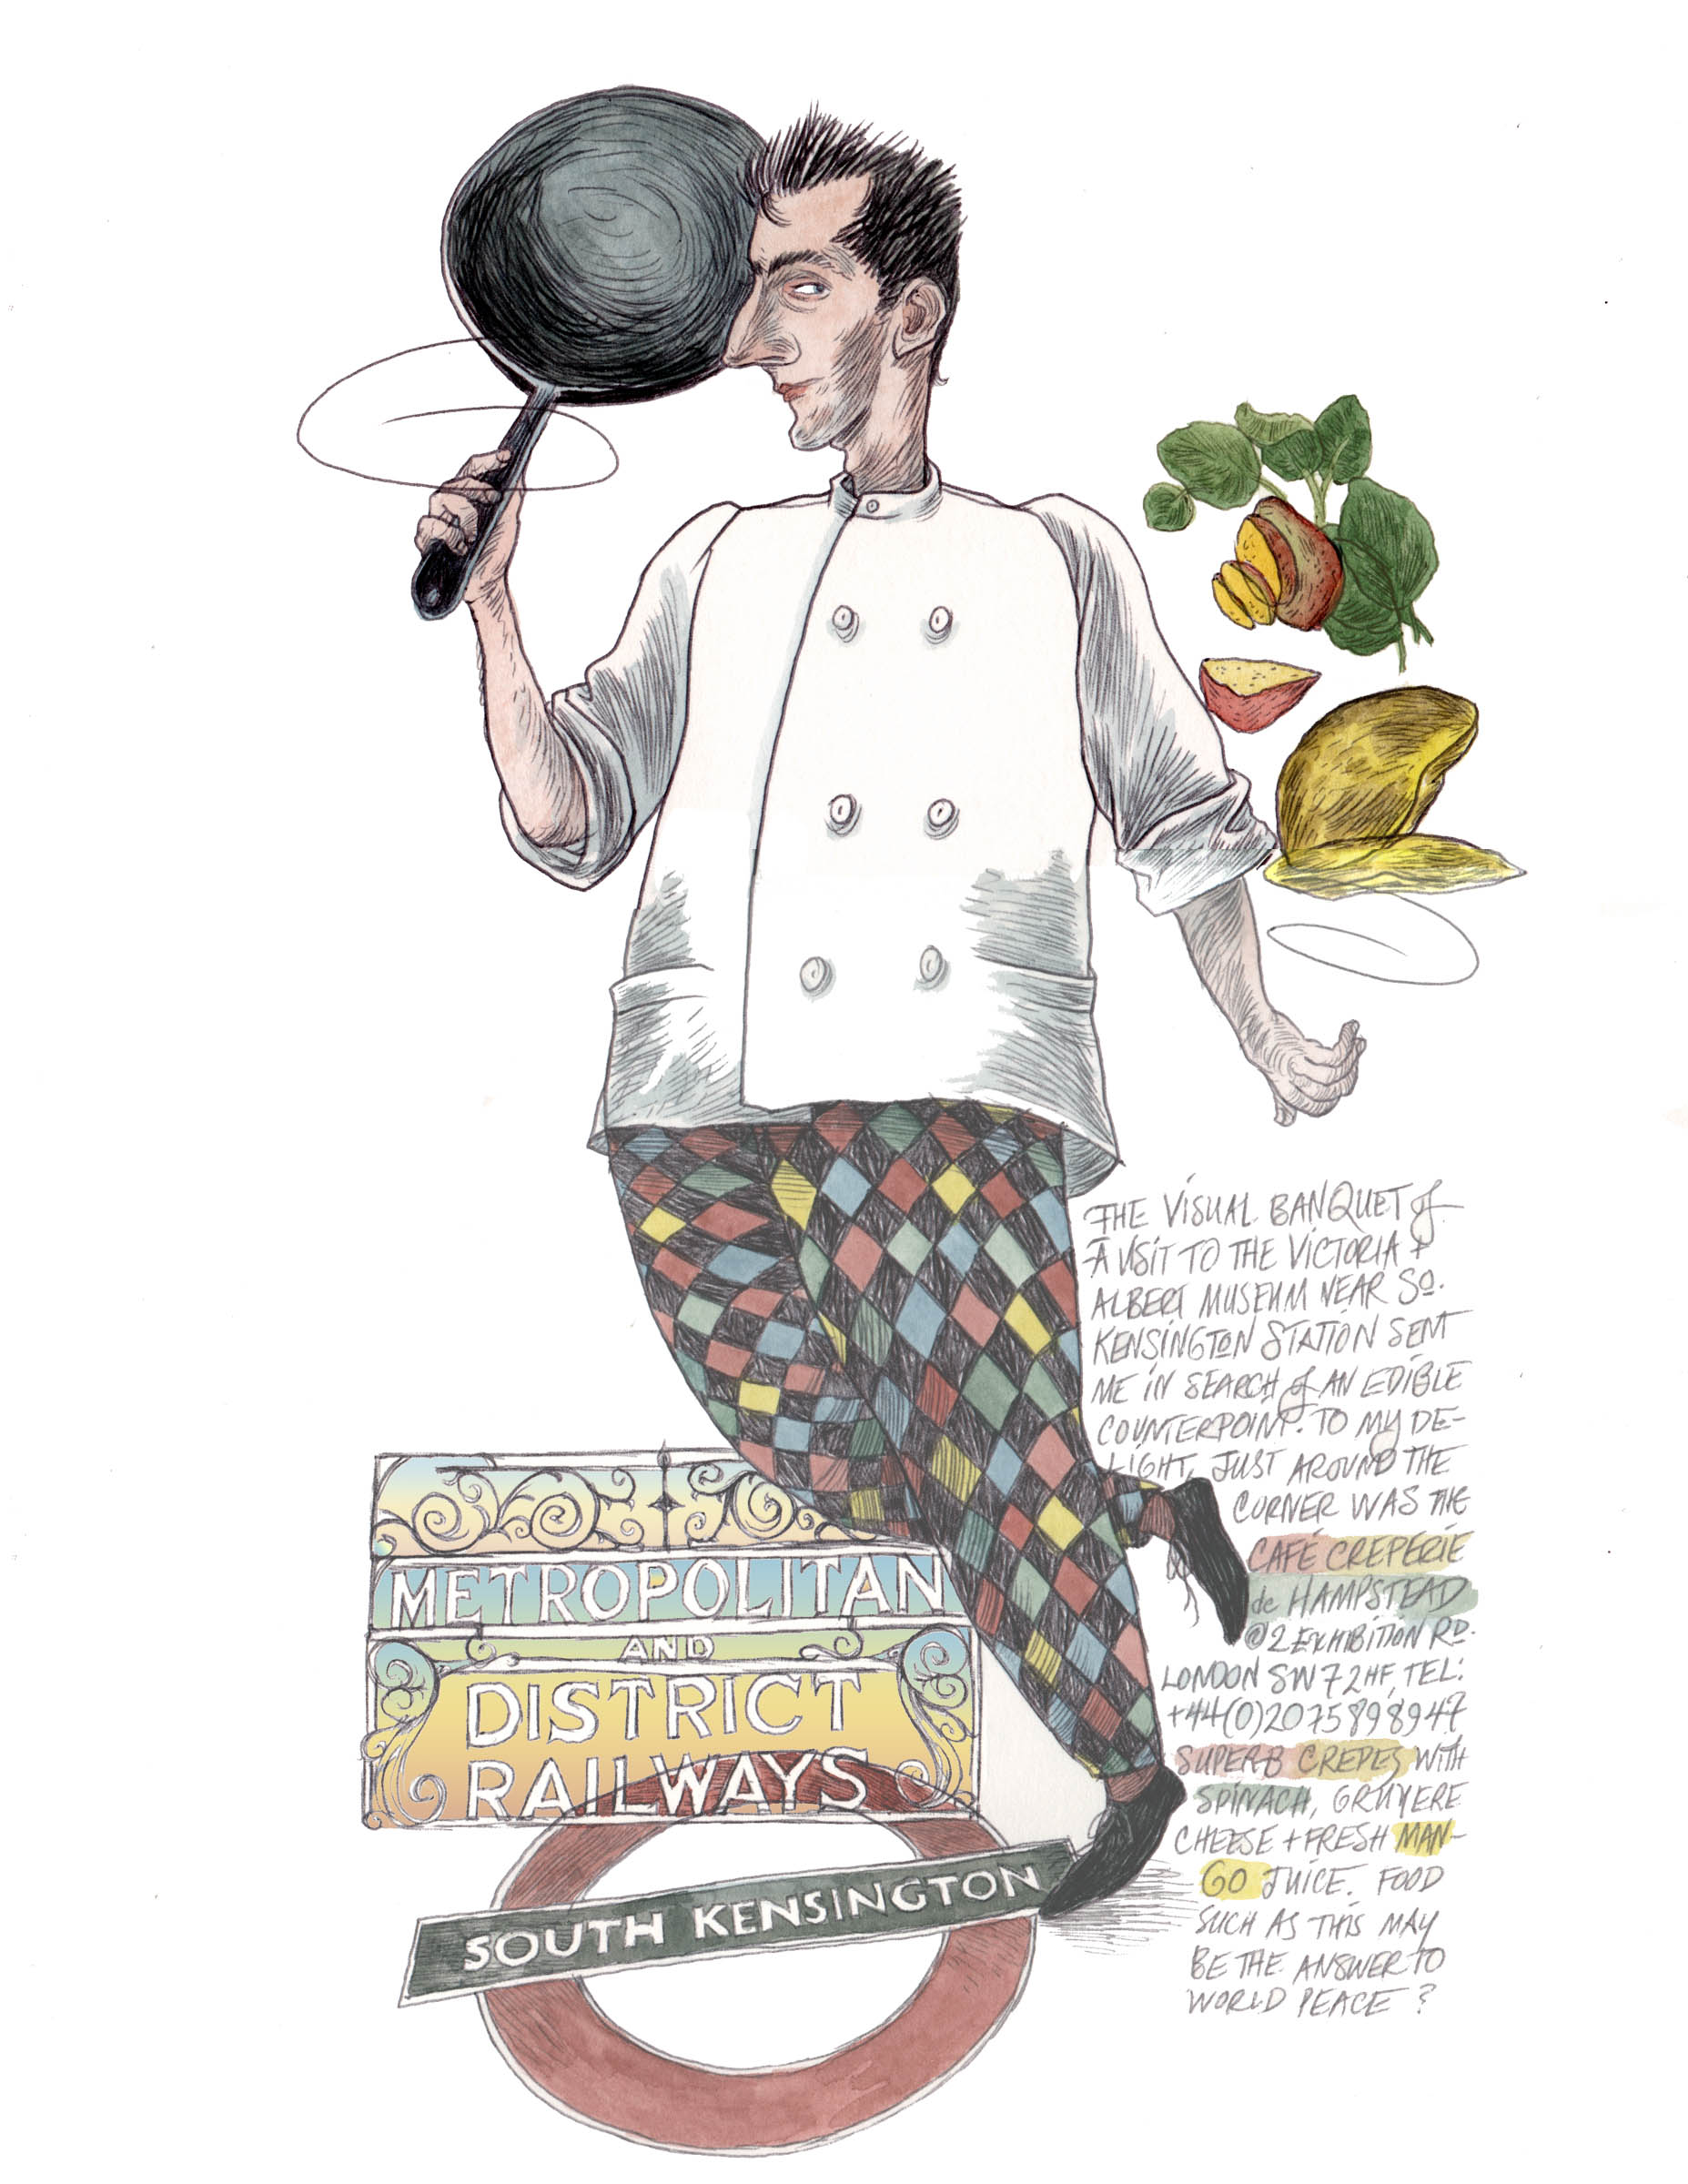 THE VISUAL BANQUET of
A VSIT TO THE VICTORIA +
ALBERT MUSEUM NEAR SO.
KENSINGTON STATION SENT
ME IN SEARCH of AN EDIBLE
COUNTERPOINT. TO MY DE-
LIGHT, JUST AROUND THE
CORNER WAS THE
CAFÉ CREPERIE
de HAMPSTEAD
@2 EXHIBITION RD.
LONDON SW7 2HF, TEL:
+44(0)2075898947
SUPERB CREPES WITH
SPINACH, GRUYERE
CHEESE + FRESH MAN-
GO JUICE. FOOD
SUCH AS THIS MAY
BE THE ANSWER TO
WORLD PEACE?
METROPOLITAN
AND
DISTRICT
RAILWAYS
SOUTH KENSINGTON